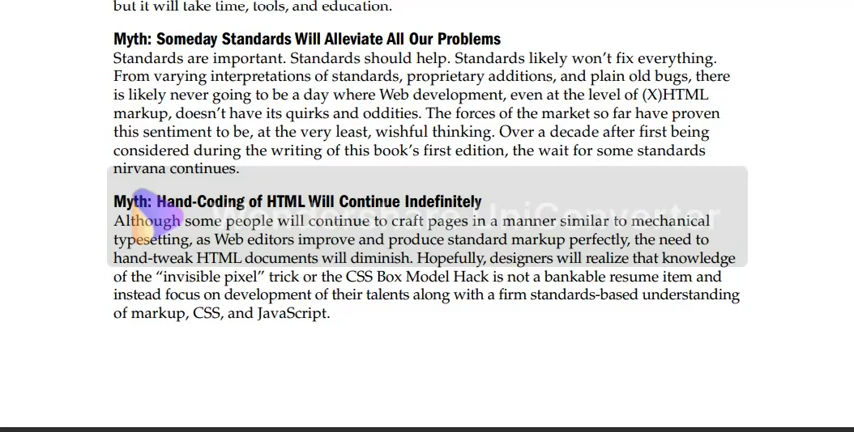 but it will take time, tools, and education.
Myth: Someday Standards Will Alleviate All Our Problems
Standards are important. Standards should help. Standards likely won't fix everything.
From varying interpretations of standards, proprietary additions, and plain old bugs, there
is likely never going to be a day where Web development, even at the level of (X)HTML
markup, doesn't have its quirks and oddities. The forces of the market so far have proven
this sentiment to be, at the very least, wishful thinking. Over a decade after first being
considered during the writing of this book's first edition, the wait for some standards
nirvana continues.
Myth: Hand-Coding of HTML Will Continue Indefinitely
Although some people will continue to craft pages in a manner similar to mechanical
Wondershare UniConverter
typesetting, as Web editors improve and produce standard markup perfectly, the need to
hand-tweak HTML documents will diminish. Hopefully, designers will realize that knowledge
of the “invisible pixel” trick or the CSS Box Model Hack is not a bankable resume item and
instead focus on development of their talents along with a firm standards-based understanding
of markup, CSS, and JavaScript.